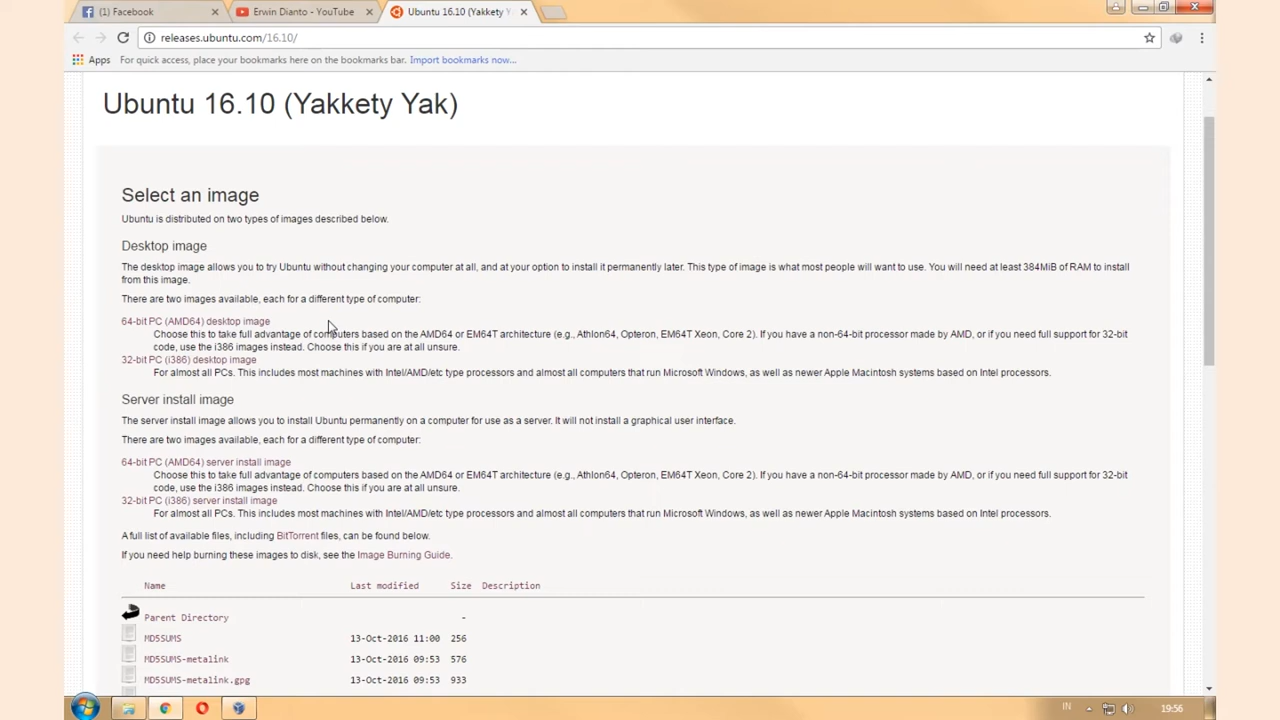 (1) Facebook
Erwin Dianto - YouTube
Ubuntu 16.10 (Yakkety Y
releases.ubuntu.com/16.10/
Apps For quick access, place your bookmarks here on the bookmarks bar. Import bookmarks now...
Ubuntu 16.10 (Yakkety Yak)
Select an image
Ubuntu is distributed on two types of images described below.
Desktop image
The desktop image allows you to try Ubuntu without changing your computer at all, and at your option to install it permanently later. This type of image is what most people will want to use. You will need at least 384MiB of RAM to install
from this image.
There are two images available, each for a different type of computer:
64-bit PC (AMD64) desktop image
Choose this to take full advantage of computers based on the AMD64 or EM64T architecture (e.g., Athlon64, Opteron, EM64T Xeon, Core 2). If you have a non-64-bit processor made by AMD, or if you need full support for 32-bit
code, use the i386 images instead. Choose this if you are at all unsure.
32-bit PC (i386) desktop image
For almost all PCs. This includes most machines with Intel/AMD/etc type processors and almost all computers that run Microsoft Windows, as well as newer Apple Macintosh systems based on Intel processors.
Server install image
The server install image allows you to install Ubuntu permanently on a computer for use as a server. It will not install a graphical user interface.
There are two images available, each for a different type of computer:
64-bit PC (AMD64) server install image
Choose this to take full advantage of computers based on the AMD64 or EM64T architecture (e.g., Athlon64, Opteron, EM64T Xeon, Core 2). If you have a non-64-bit processor made by AMD, or if you need full support for 32-bit
code, use the i386 images instead. Choose this if you are at all unsure.
32-bit PC (i386) server install image
For almost all PCs. This includes most machines with Intel/AMD/etc type processors and almost all computers that run Microsoft Windows, as well as newer Apple Macintosh systems based on Intel processors.
A full list of available files, including BitTorrent files, can be found below.
If you need help burning these images to disk, see the Image Burning Guide.
Name Last modified Size Description
Parent Directory -
MD5SUMS 13-Oct-2016 11:00 256
MD5SUMS-metalink 13-Oct-2016 09:53 576
MD5SUMS-metalink.gpg 13-Oct-2016 09:53 933
IN 19:56